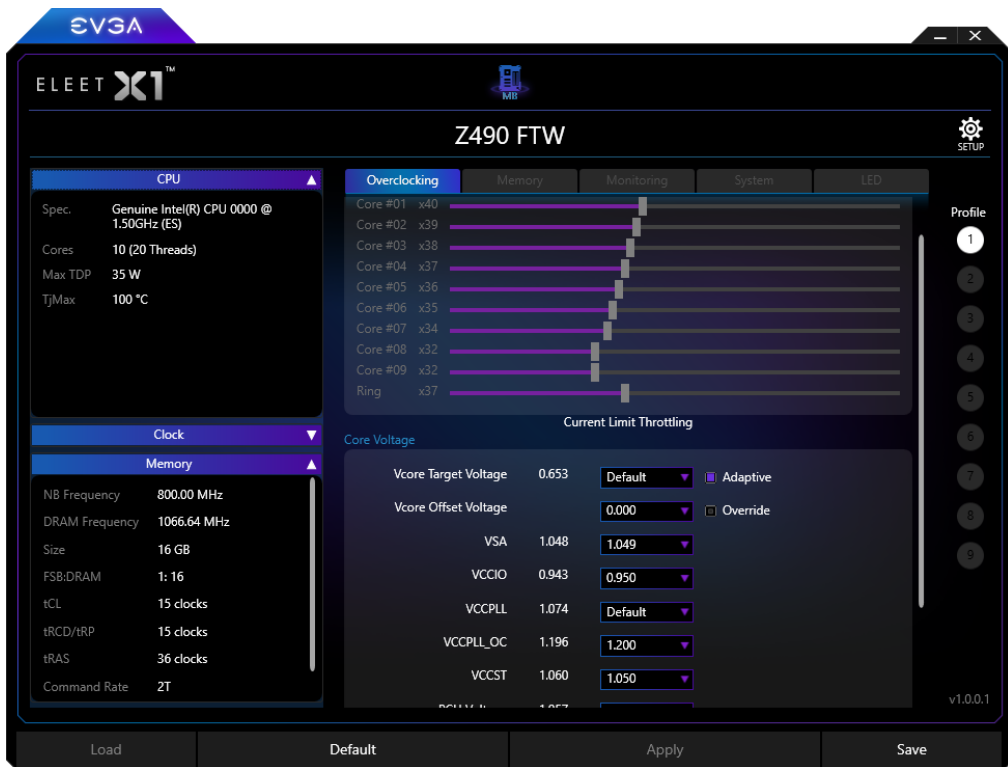 EVGA
ELEET X1™
MB
Z490 FTW
SETUP
CPU
Spec. Genuine Intel(R) CPU 0000 @
1.50GHz (ES)
Cores 10 (20 Threads)
Max TDP 35 W
TjMax 100 °C
Clock
Memory
NB Frequency 800.00 MHz
DRAM Frequency 1066.64 MHz
Size 16 GB
FSB:DRAM 1: 16
tCL 15 clocks
tRCD/tRP 15 clocks
tRAS 36 clocks
Command Rate 2T
Overclocking Memory Monitoring System LED
Core #01 x40
Core #02 x39
Core #03 x38
Core #04 x37
Core #05 x36
Core #06 x35
Core #07 x34
Core #08 x32
Core #09 x32
Ring x37
Current Limit Throttling
Core Voltage
Vcore Target Voltage 0.653 Default Adaptive
Vcore Offset Voltage 0.000 Override
VSA 1.048 1.049
VCCIO 0.943 0.950
VCCPLL 1.074 Default
VCCPLL_OC 1.196 1.200
VCCST 1.060 1.050
Profile
1
2
3
4
5
6
7
8
9
v1.0.0.1
Load Default Apply Save